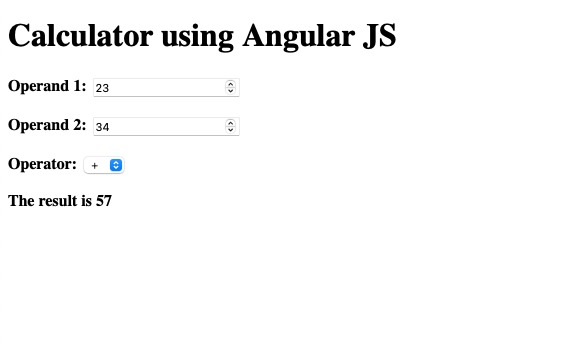 Calculator using Angular JS
Operand 1: 23
Operand 2: 34
Operator: +
The result is 57